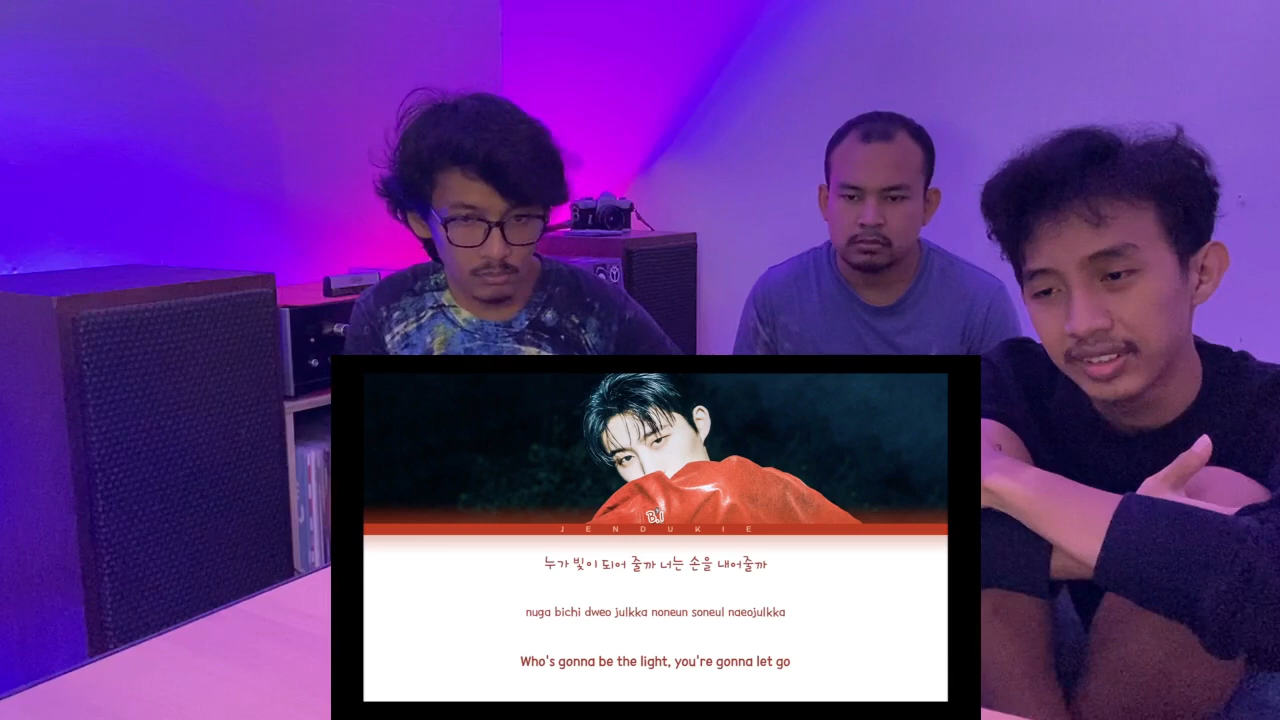 B.I
JENDUKIE
누가 빛이 되어 줄까 너는 손을 내어줄까
nuga bichi dweo julkka noneun soneul naeojulkka
Who's gonna be the light, you're gonna let go